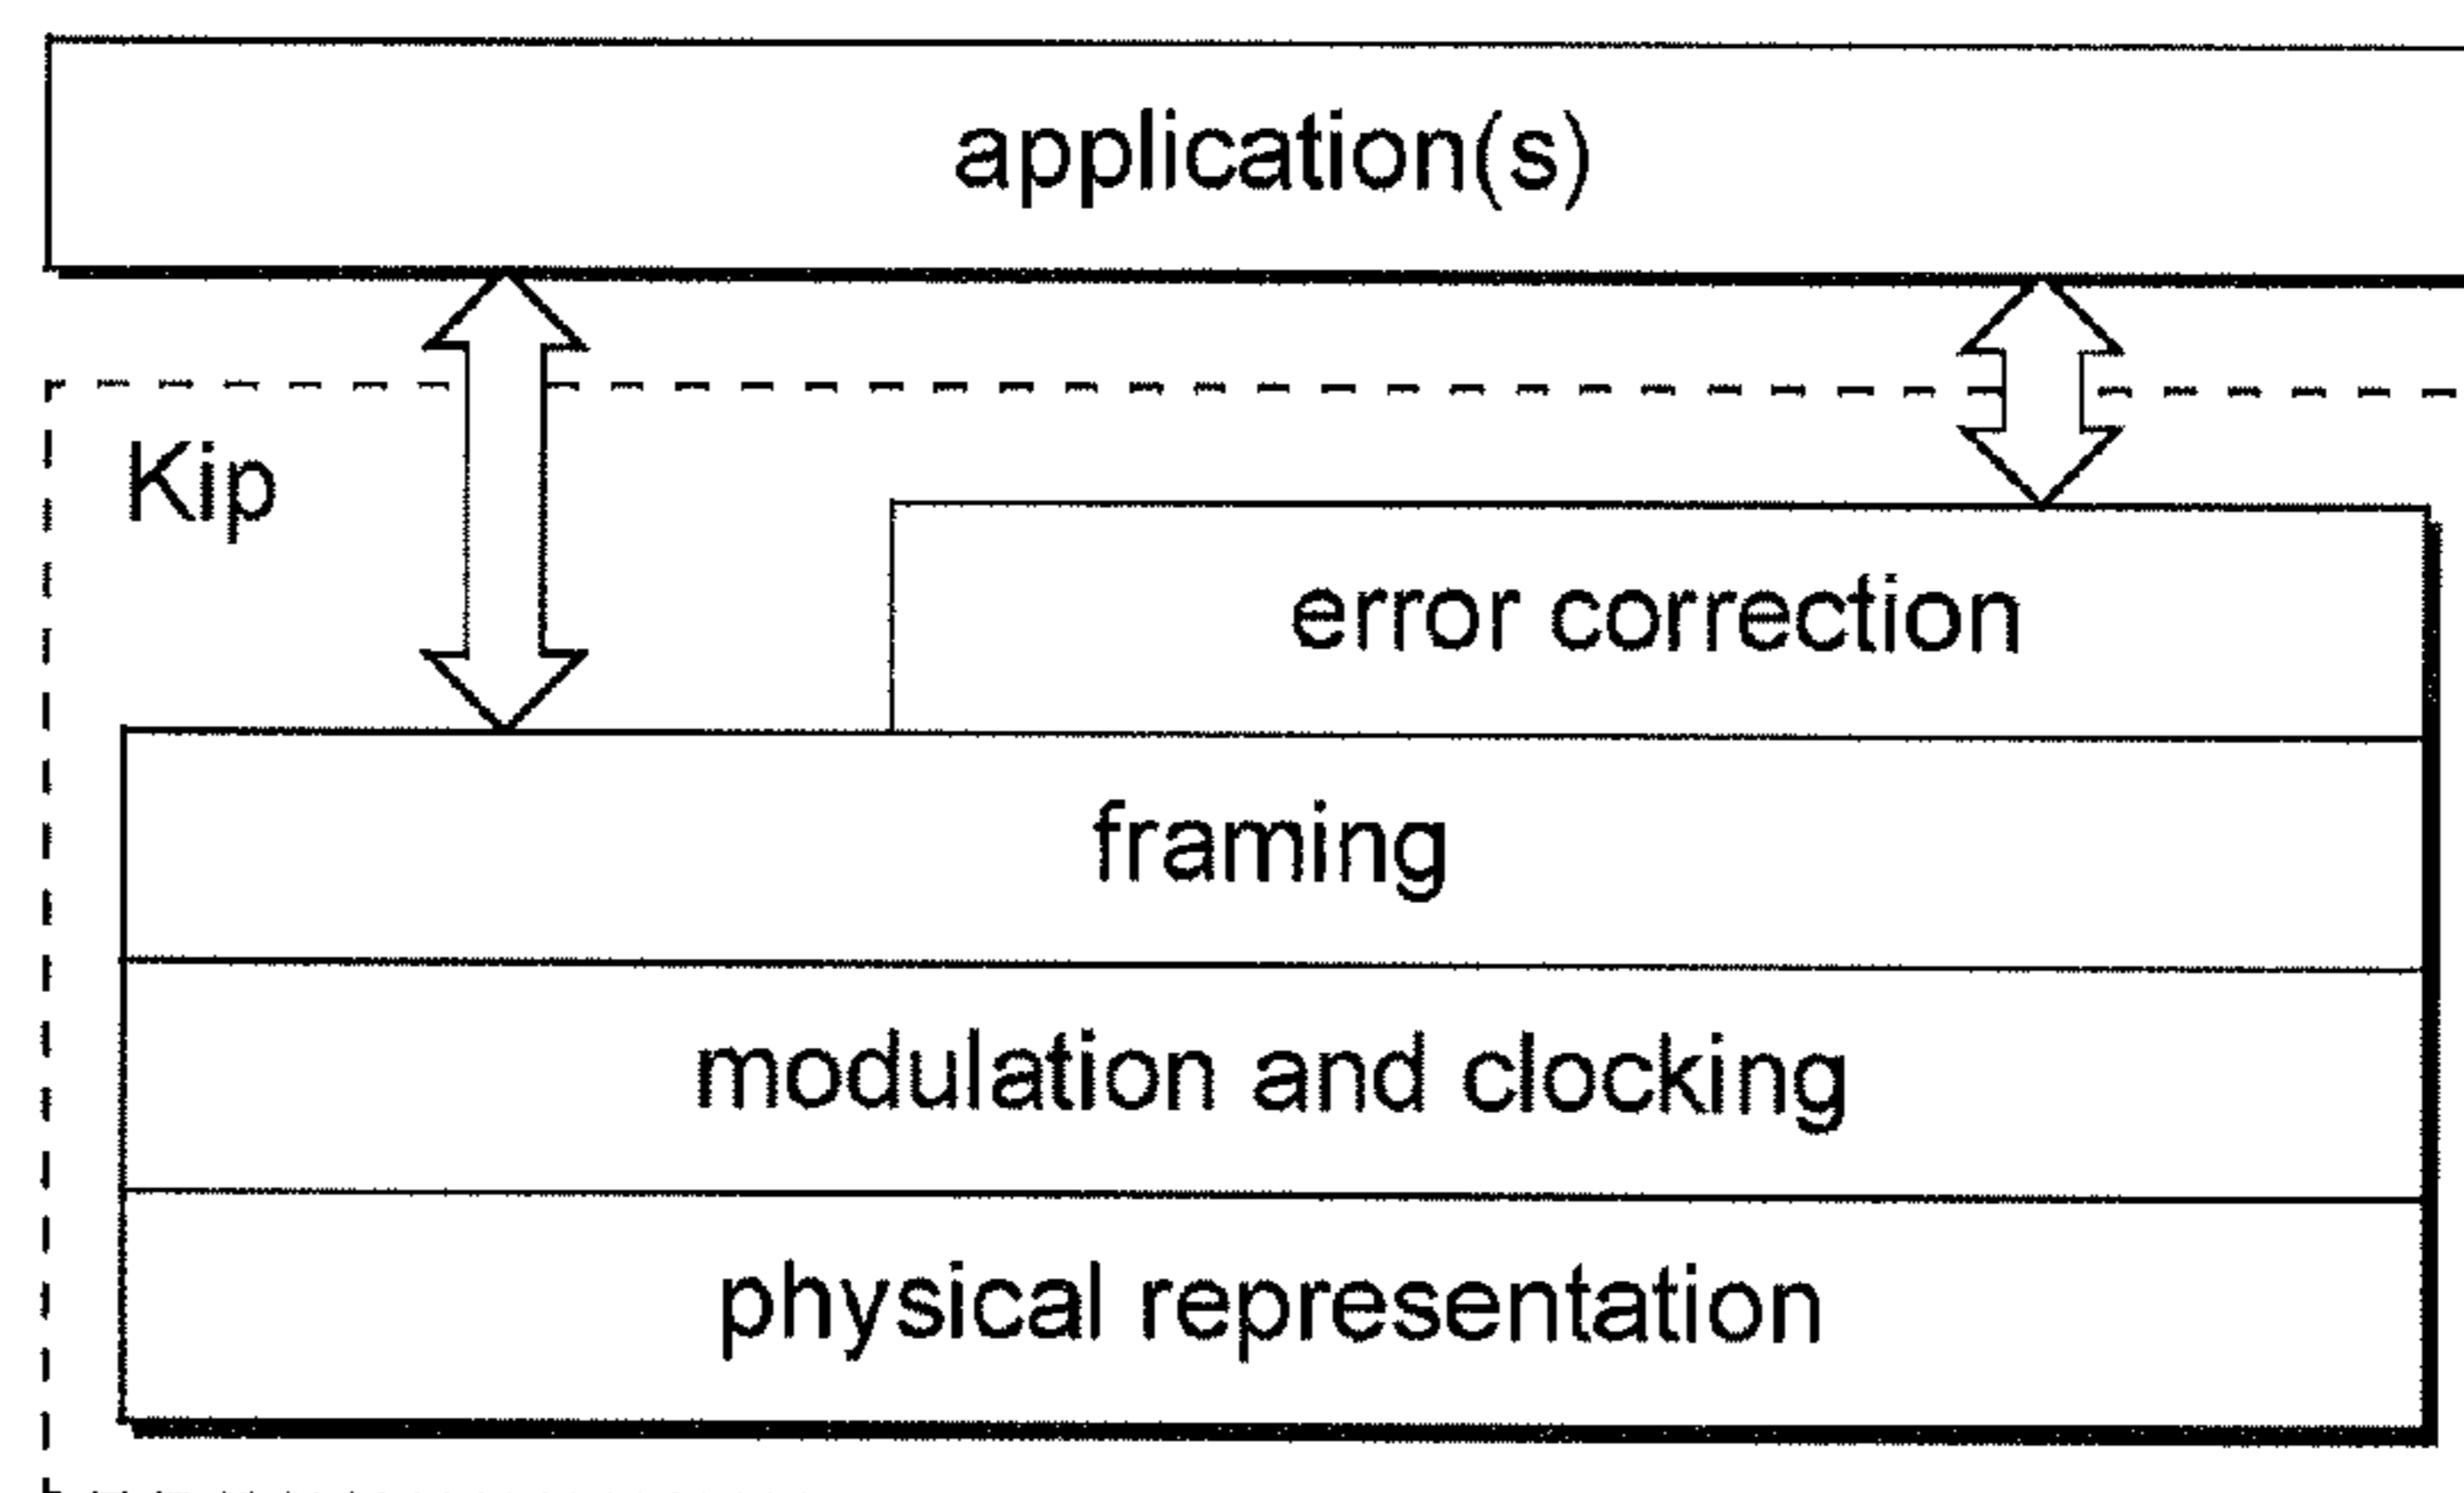 application(s)
Kip
error correction
framing
modulation and clocking
physical representation